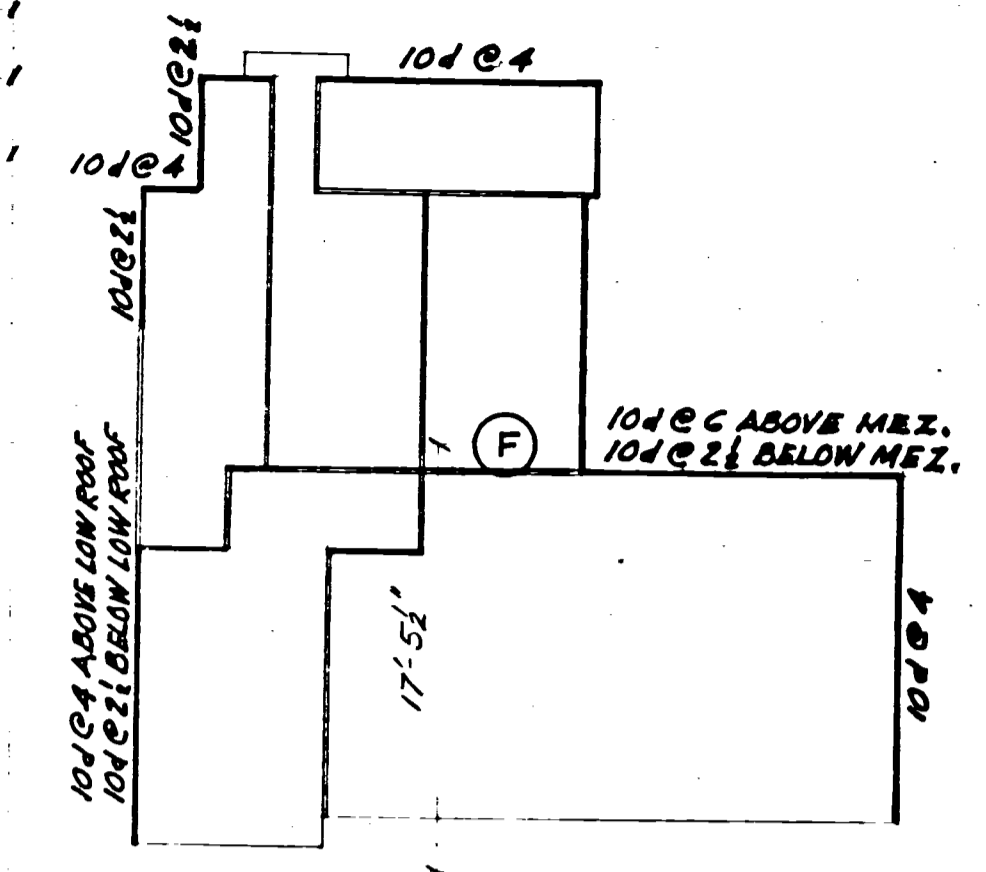 10d @ 2½
10d @ 4
10d @ 4
10d @ 2½
F
10d @ 6 ABOVE MEZ.
10d @ 2½ BELOW MEZ.
10d @ 4 ABOVE LOW ROOF
10d @ 2½ BELOW LOW ROOF
17'-5½"
10d @ 4